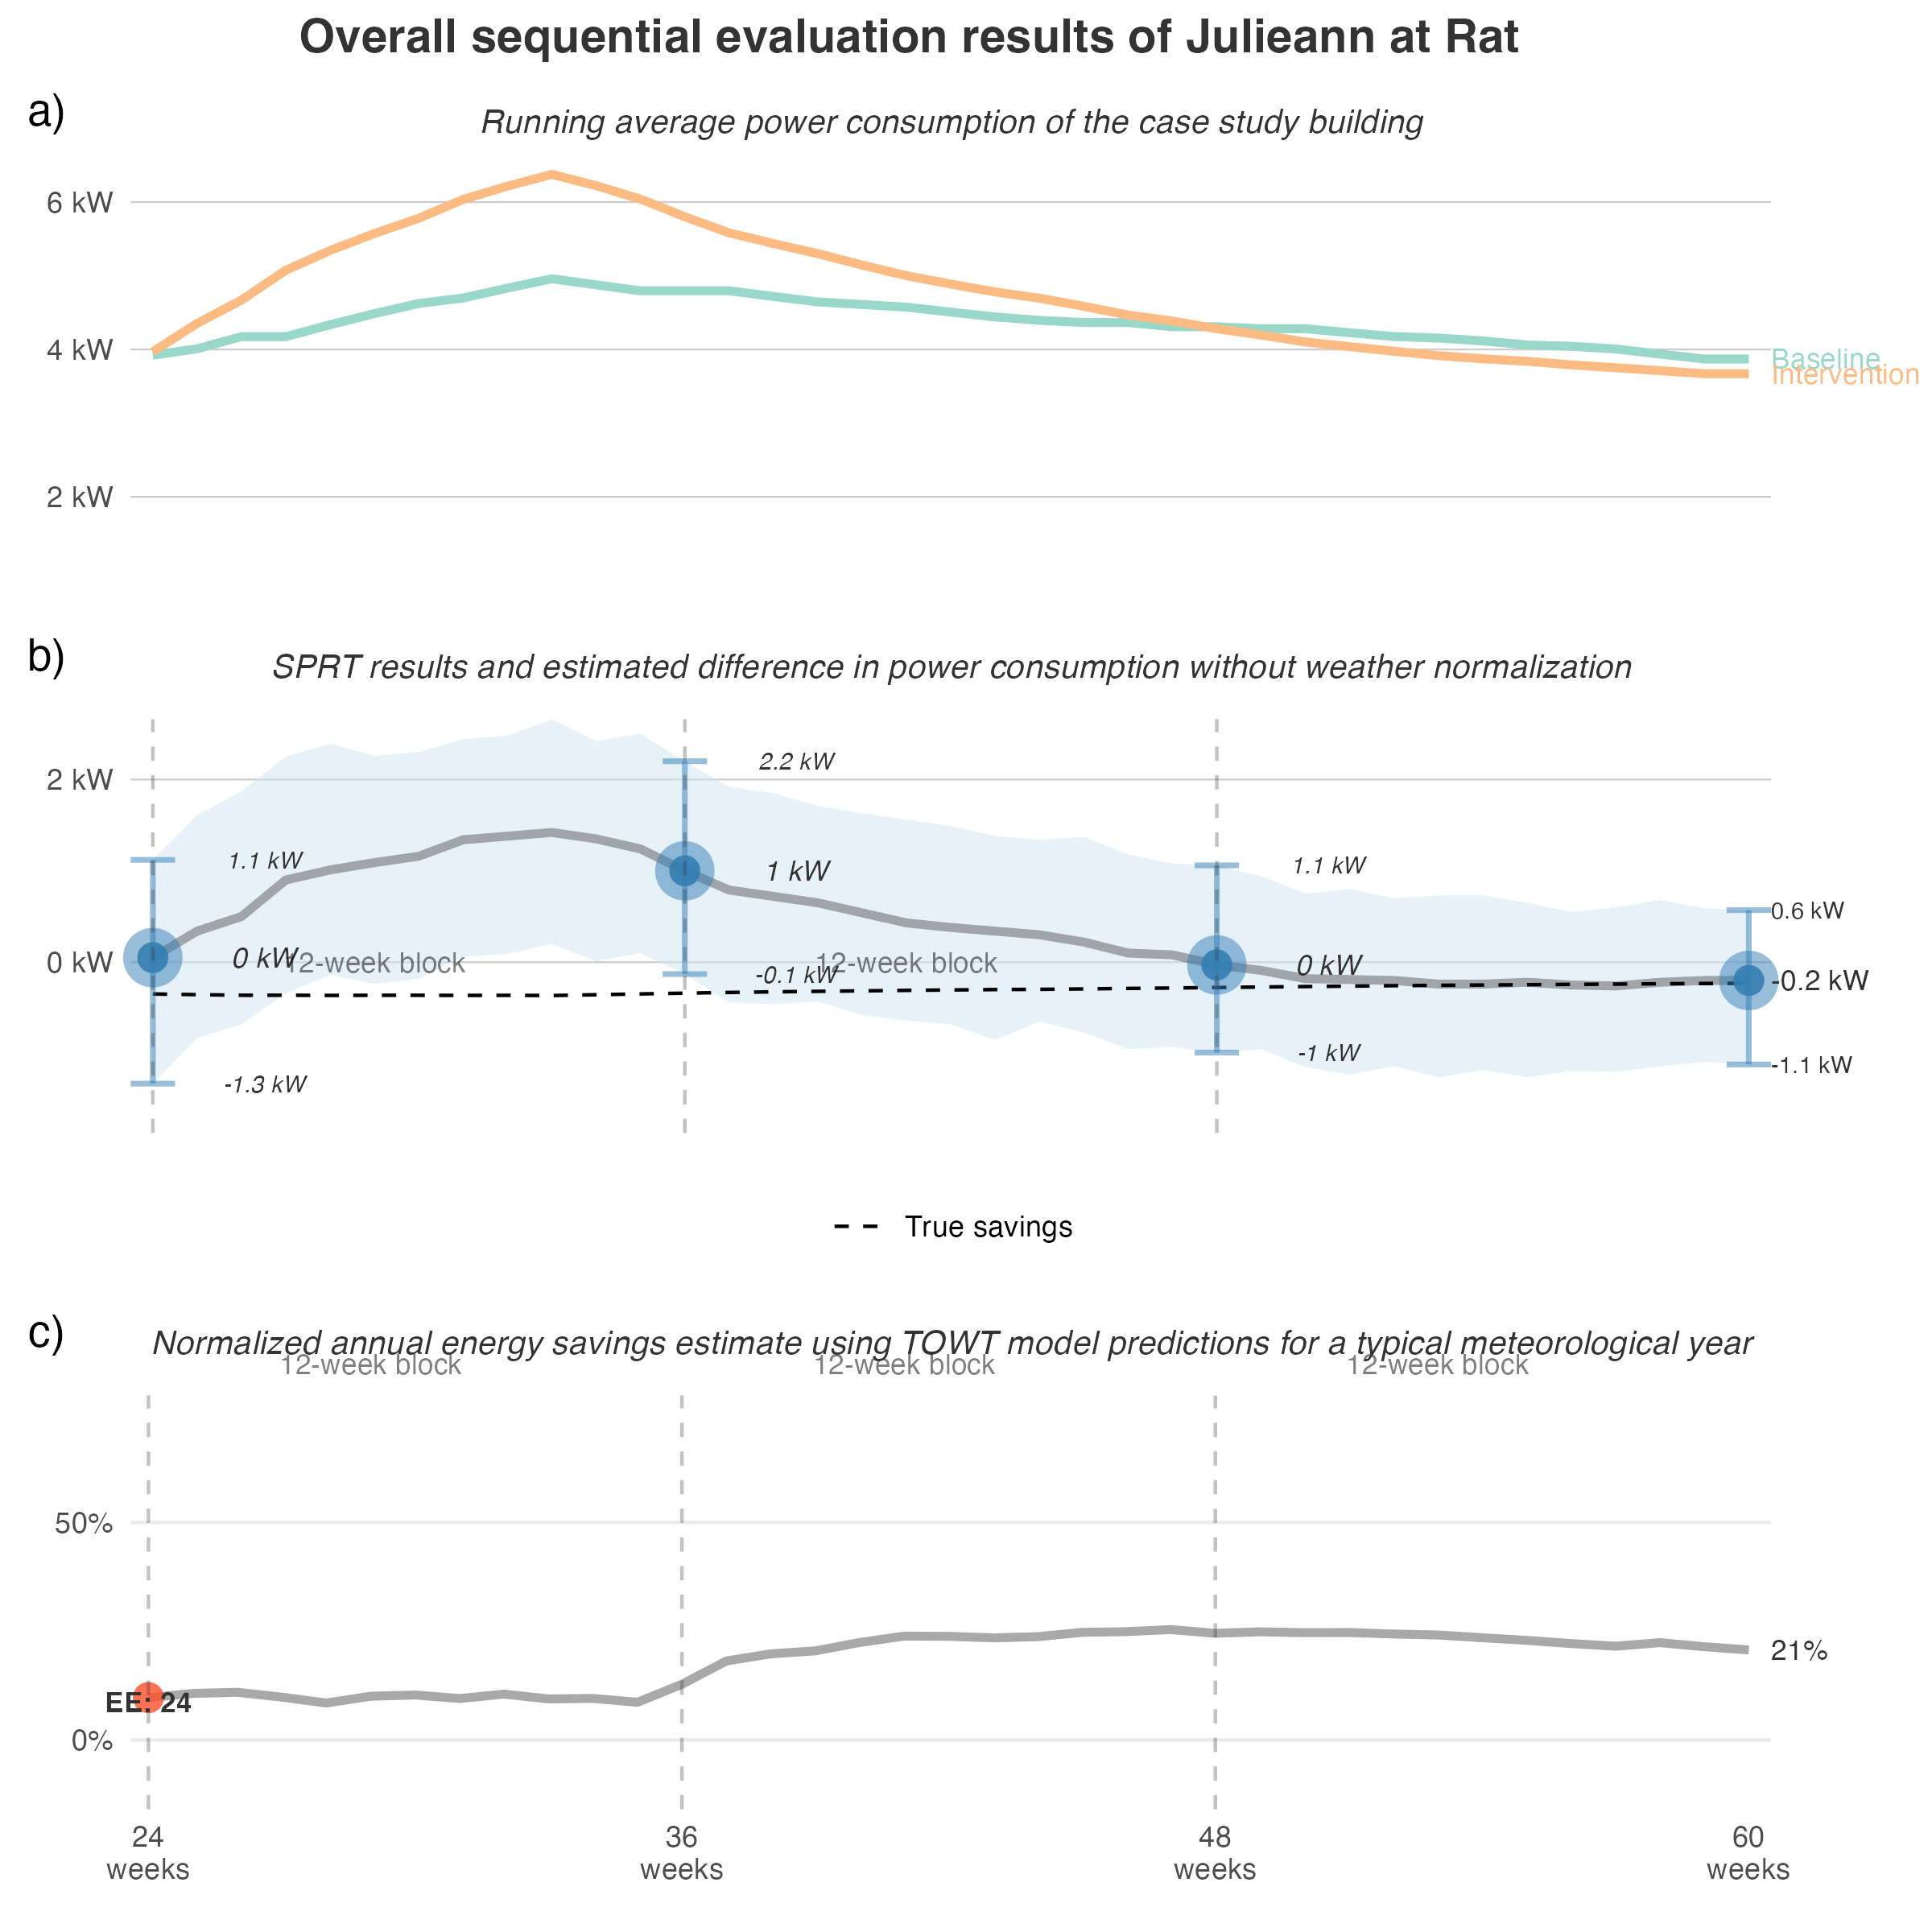 Overall sequential evaluation results of Julieann at Rat
a)
Running average power consumption of the case study building
6 kW
4 kW
2 kW
Baseline
Intervention
b)
SPRT results and estimated difference in power consumption without weather normalization
2 kW
0 kW
1.1 kW
0 kW
-1.3 kW
12-week block
2.2 kW
1 kW
-0.1 kW
12-week block
1.1 kW
0 kW
-1 kW
0.6 kW
-0.2 kW
-1.1 kW
True savings
c)
Normalized annual energy savings estimate using TOWT model predictions for a typical meteorological year
12-week block
12-week block
12-week block
50%
0%
EE: 24
21%
24
weeks
36
weeks
48
weeks
60
weeks